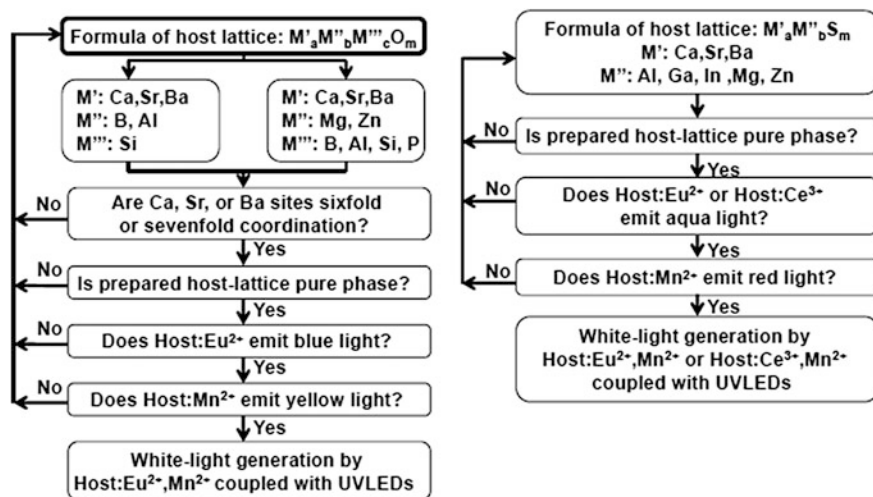 Formula of host lattice: M'ₐM''bM'''cOm
M': Ca,Sr,Ba
M'': B, Al
M''': Si
M': Ca,Sr,Ba
M'': Mg, Zn
M''': B, Al, Si, P
No
Are Ca, Sr, or Ba sites sixfold
or sevenfold coordination?
Yes
No
Is prepared host-lattice pure phase?
Yes
No
Does Host:Eu²⁺ emit blue light?
Yes
No
Does Host:Mn²⁺ emit yellow light?
Yes
White-light generation by
Host:Eu²⁺,Mn²⁺ coupled with UVLEDs
Formula of host lattice: M'ₐM''bSm
M': Ca,Sr,Ba
M'': Al, Ga, In ,Mg, Zn
No
Is prepared host-lattice pure phase?
Yes
No
Does Host:Eu²⁺ or Host:Ce³⁺
emit aqua light?
Yes
No
Does Host:Mn²⁺ emit red light?
Yes
White-light generation by
Host:Eu²⁺,Mn²⁺ or Host:Ce³⁺,Mn²⁺
coupled with UVLEDs